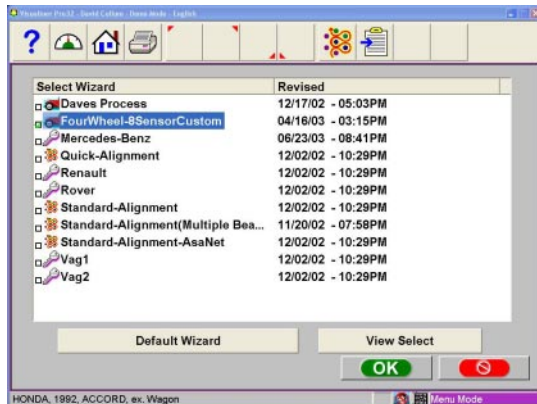 Visualiner Pro32 - David Cotten - Demo Mode - English
?
Select Wizard Revised
Daves Process 12/17/02 - 05:03PM
FourWheel-8SensorCustom 04/16/03 - 03:15PM
Mercedes-Benz 06/23/03 - 08:41PM
Quick-Alignment 12/02/02 - 10:29PM
Renault 12/02/02 - 10:29PM
Rover 12/02/02 - 10:29PM
Standard-Alignment 12/02/02 - 10:29PM
Standard-Alignment(Multiple Bea... 11/20/02 - 07:58PM
Standard-Alignment-AsaNet 12/02/02 - 10:29PM
Vag1 12/02/02 - 10:29PM
Vag2 12/02/02 - 10:29PM
Default Wizard View Select
OK
HONDA, 1992, ACCORD, ex. Wagon Menu Mode